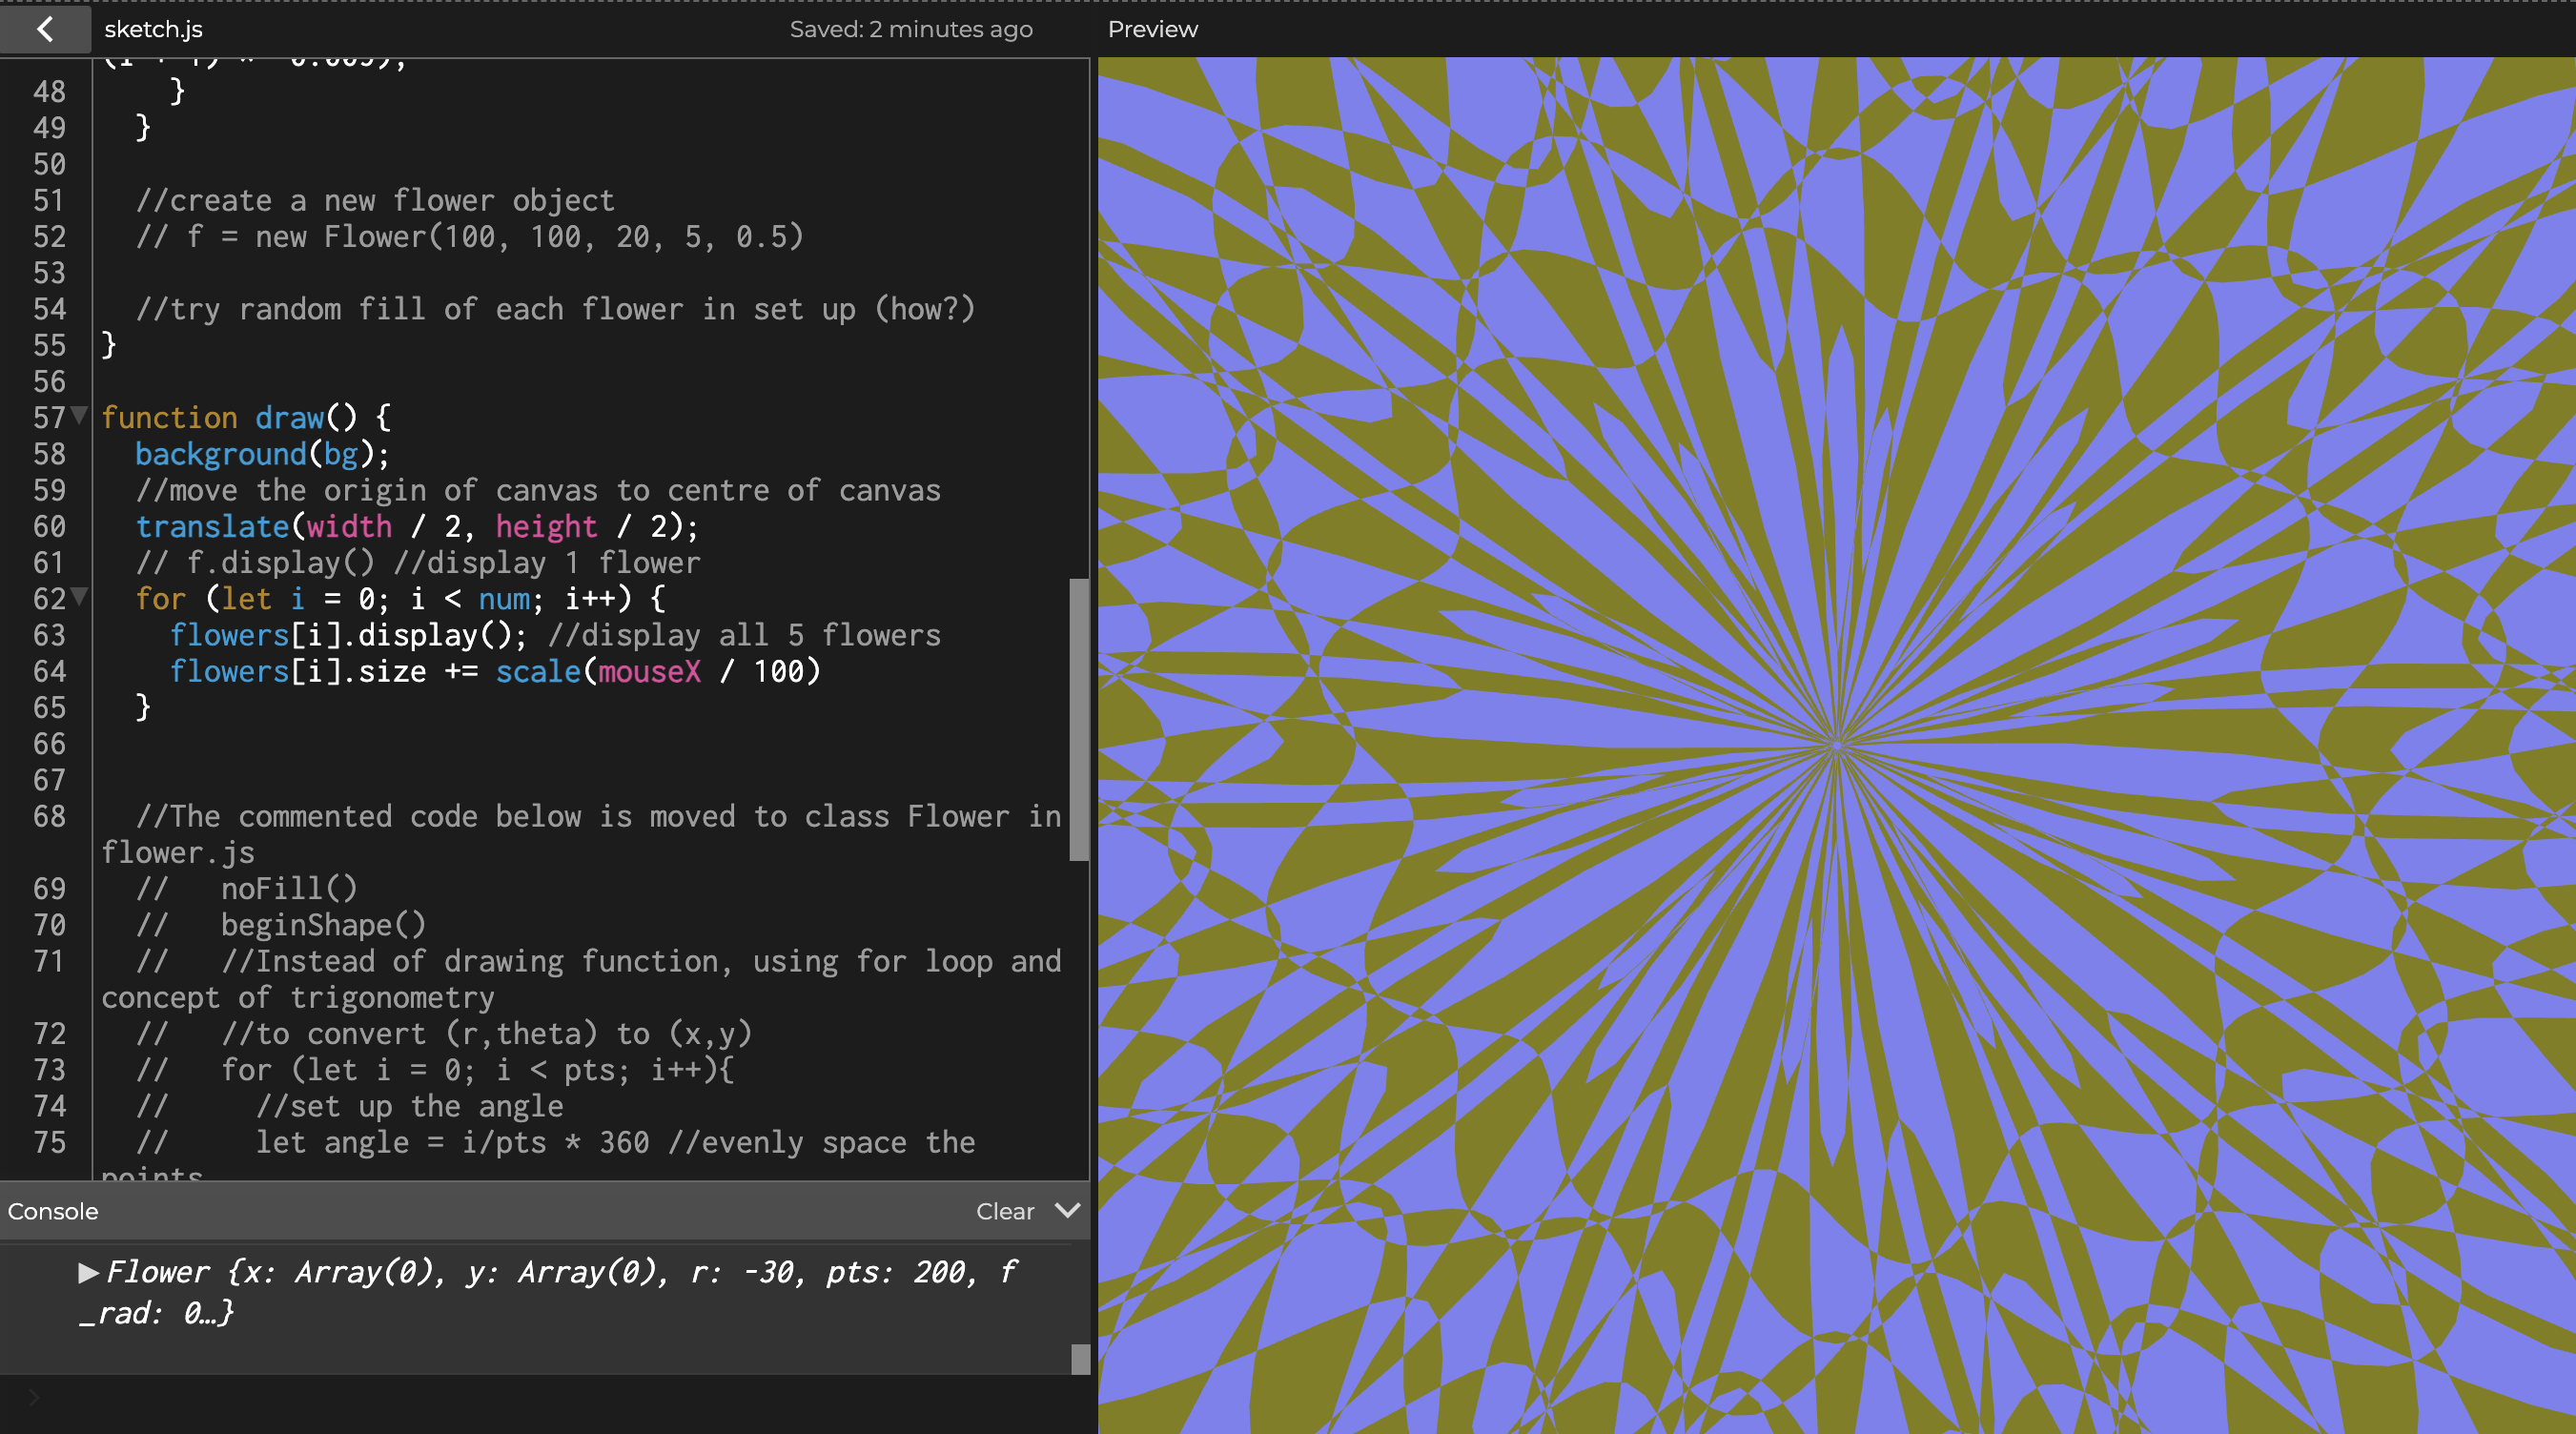 sketch.js
Saved: 2 minutes ago
Preview
48 }
49 }
50
51 //create a new flower object
52 // f = new Flower(100, 100, 20, 5, 0.5)
53
54 //try random fill of each flower in set up (how?)
55 }
56
57 function draw() {
58 background(bg);
59 //move the origin of canvas to centre of canvas
60 translate(width / 2, height / 2);
61 // f.display() //display 1 flower
62 for (let i = 0; i < num; i++) {
63 flowers[i].display(); //display all 5 flowers
64 flowers[i].size += scale(mouseX / 100)
65 }
66
67
68 //The commented code below is moved to class Flower in
flower.js
69 // noFill()
70 // beginShape()
71 // //Instead of drawing function, using for loop and
concept of trigonometry
72 // //to convert (r,theta) to (x,y)
73 // for (let i = 0; i < pts; i++){
74 // //set up the angle
75 // let angle = i/pts * 360 //evenly space the
points
Console
Clear
▶Flower {x: Array(0), y: Array(0), r: -30, pts: 200, f
_rad: 0…}